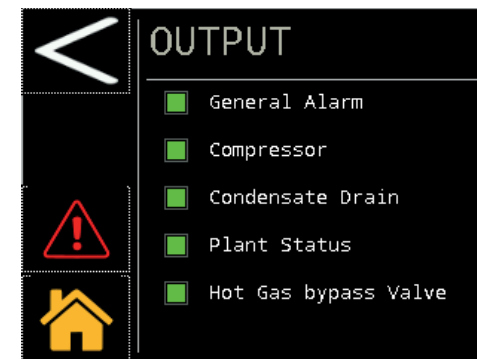 OUTPUT
General Alarm
Compressor
Condensate Drain
Plant Status
Hot Gas bypass Valve